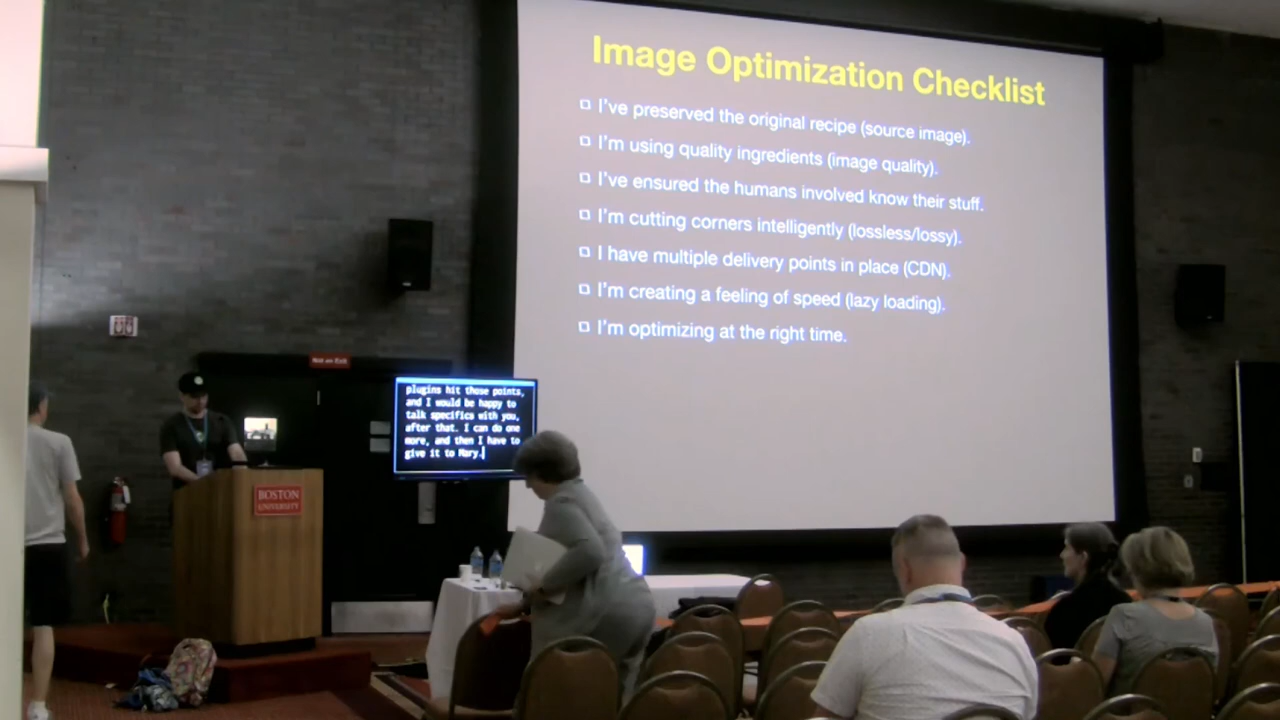 Image Optimization Checklist
I've preserved the original recipe (source image).
I'm using quality ingredients (image quality).
I've ensured the humans involved know their stuff.
I'm cutting corners intelligently (lossless/lossy).
I have multiple delivery points in place (CDN).
I'm creating a feeling of speed (lazy loading).
I'm optimizing at the right time.
Not an Exit
plugins hit those points,
and I would be happy to
talk specifics with you,
after that. I can do one
more, and then I have to
give it to Mary.
BOSTON
UNIVERSITY